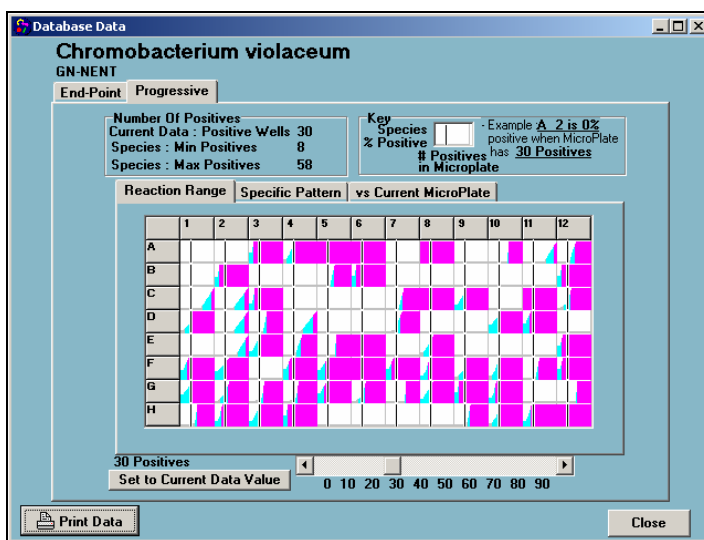 Database Data
Chromobacterium violaceum
GN-NENT
End-Point Progressive
Number Of Positives
Current Data : Positive Wells 30
Species : Min Positives 8
Species : Max Positives 58
Key
Species
% Positive
# Positives
in Microplate
- Example :A 2 is 0%
positive when MicroPlate
has 30 Positives
Reaction Range Specific Pattern vs Current MicroPlate
1 2 3 4 5 6 7 8 9 10 11 12
A
B
C
D
E
F
G
H
30 Positives
Set to Current Data Value
0 10 20 30 40 50 60 70 80 90
Print Data
Close